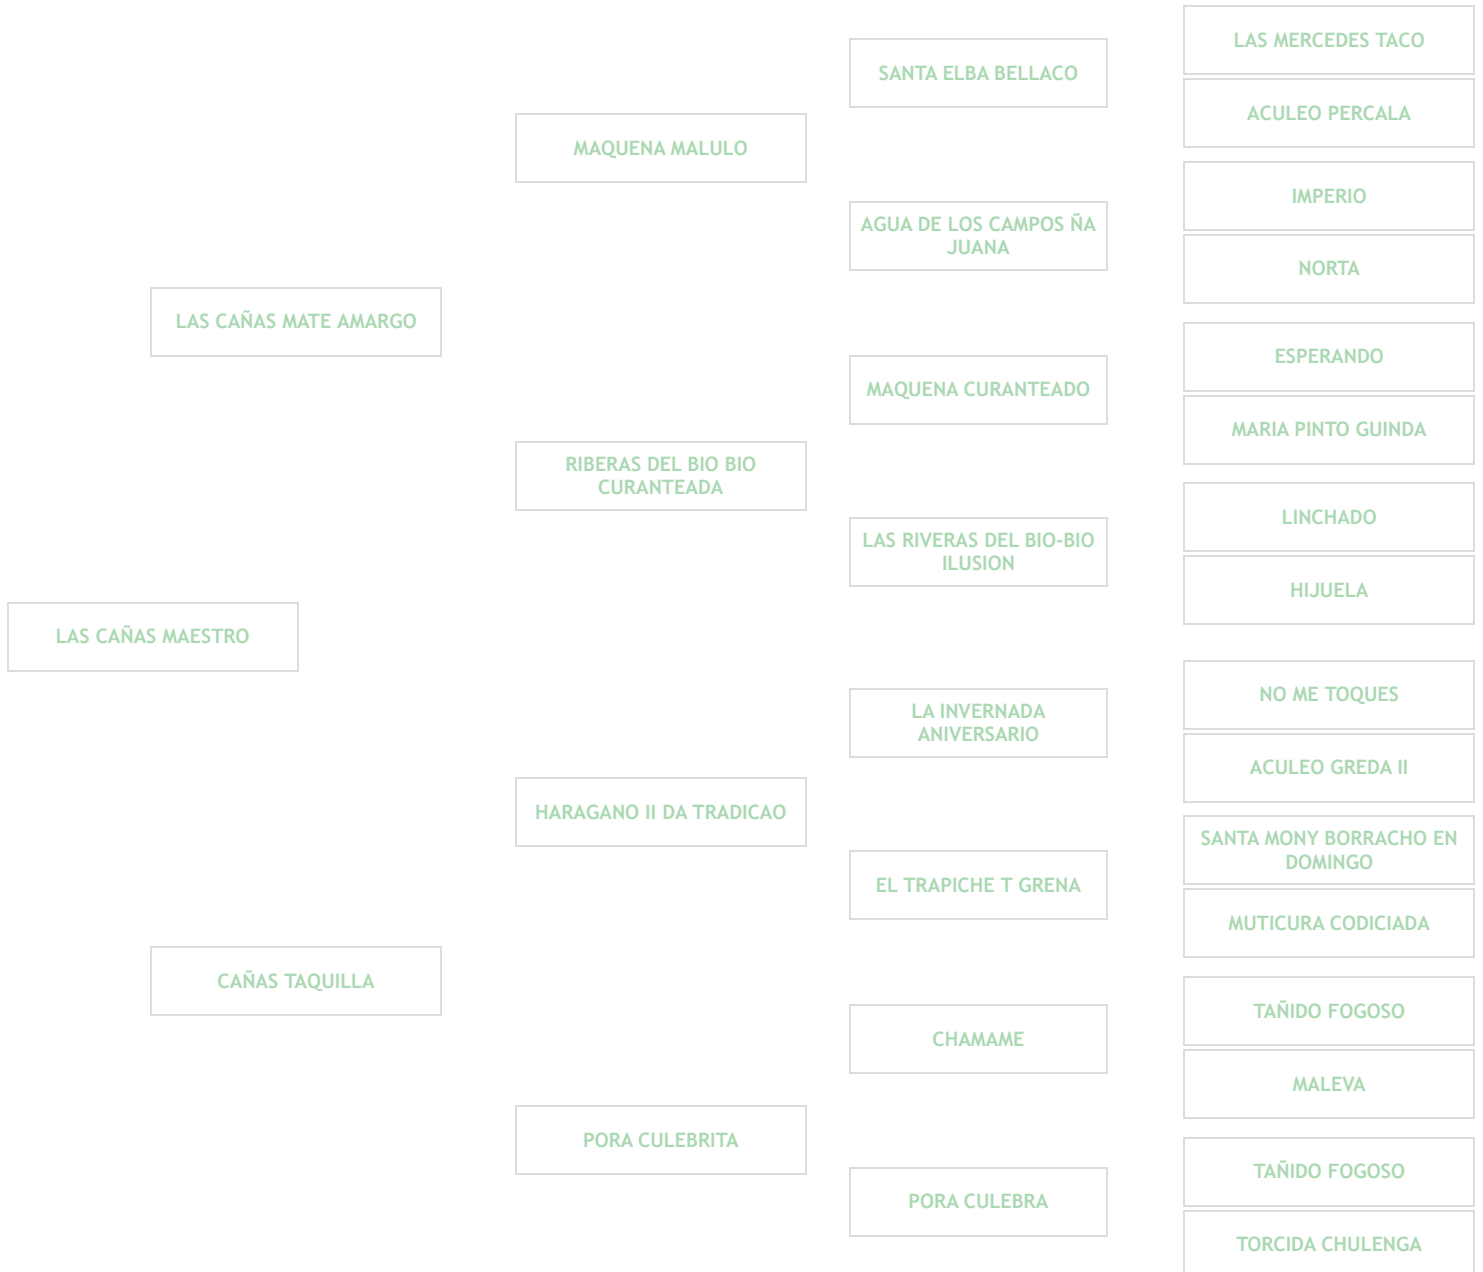 LAS MERCEDES TACO
SANTA ELBA BELLACO
ACULEO PERCALA
MAQUENA MALULO
IMPERIO
AGUA DE LOS CAMPOS ÑA
JUANA
NORTA
LAS CAÑAS MATE AMARGO
ESPERANDO
MAQUENA CURANTEADO
MARIA PINTO GUINDA
RIBERAS DEL BIO BIO
CURANTEADA
LINCHADO
LAS RIVERAS DEL BIO-BIO
ILUSION
HIJUELA
LAS CAÑAS MAESTRO
NO ME TOQUES
LA INVERNADA
ANIVERSARIO
ACULEO GREDA II
HARAGANO II DA TRADICAO
SANTA MONY BORRACHO EN
DOMINGO
EL TRAPICHE T GRENA
MUTICURA CODICIADA
CAÑAS TAQUILLA
TAÑIDO FOGOSO
CHAMAME
MALEVA
PORA CULEBRITA
TAÑIDO FOGOSO
PORA CULEBRA
TORCIDA CHULENGA